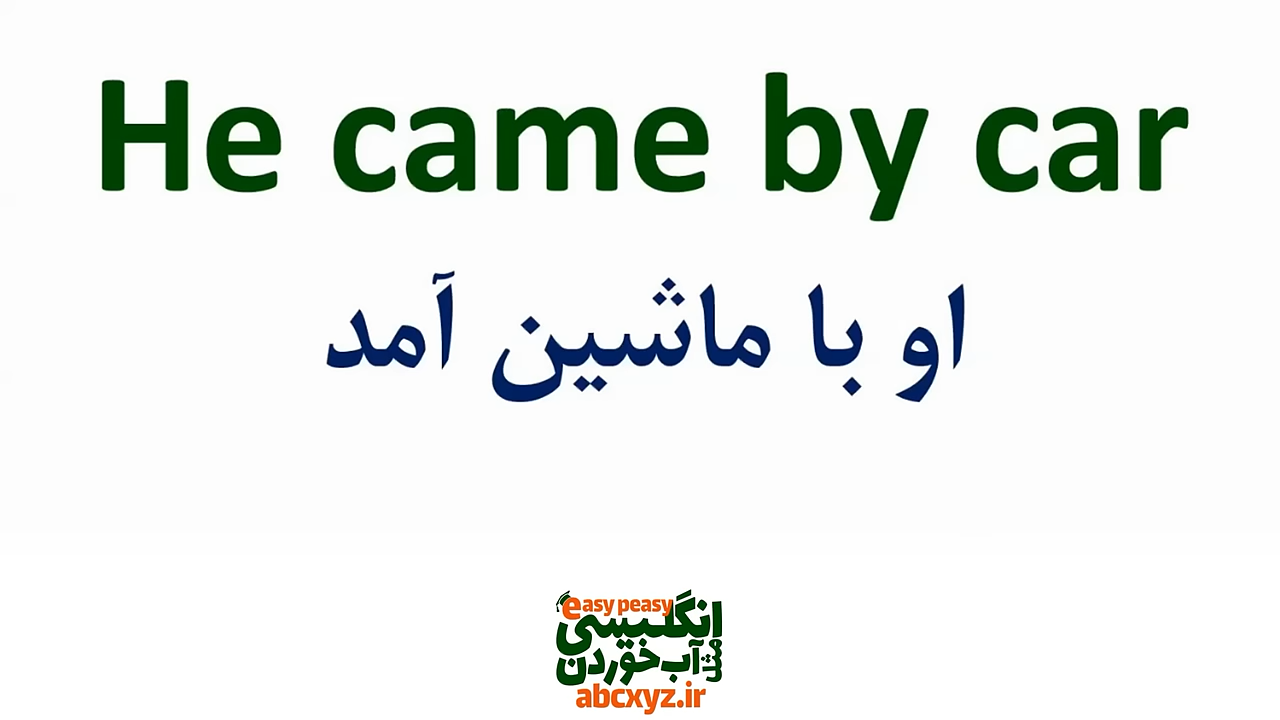 He came by car
او با ماشین آمد
easy peasy
انگلیسی
مثل آب خوردن
abcxyz.ir